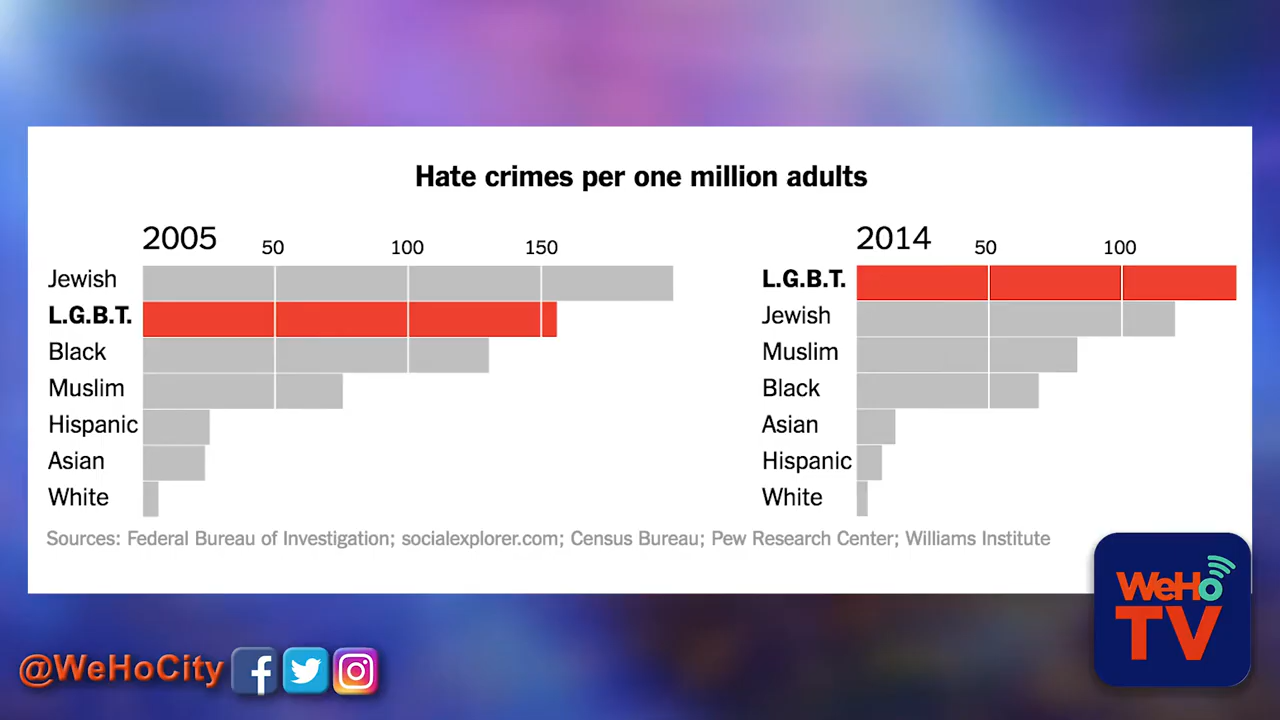 Hate crimes per one million adults
2005 50 100 150
Jewish
L.G.B.T.
Black
Muslim
Hispanic
Asian
White
2014 50 100
L.G.B.T.
Jewish
Muslim
Black
Asian
Hispanic
White
Sources: Federal Bureau of Investigation; socialexplorer.com; Census Bureau; Pew Research Center; Williams Institute
@WeHoCity
WeHo
TV